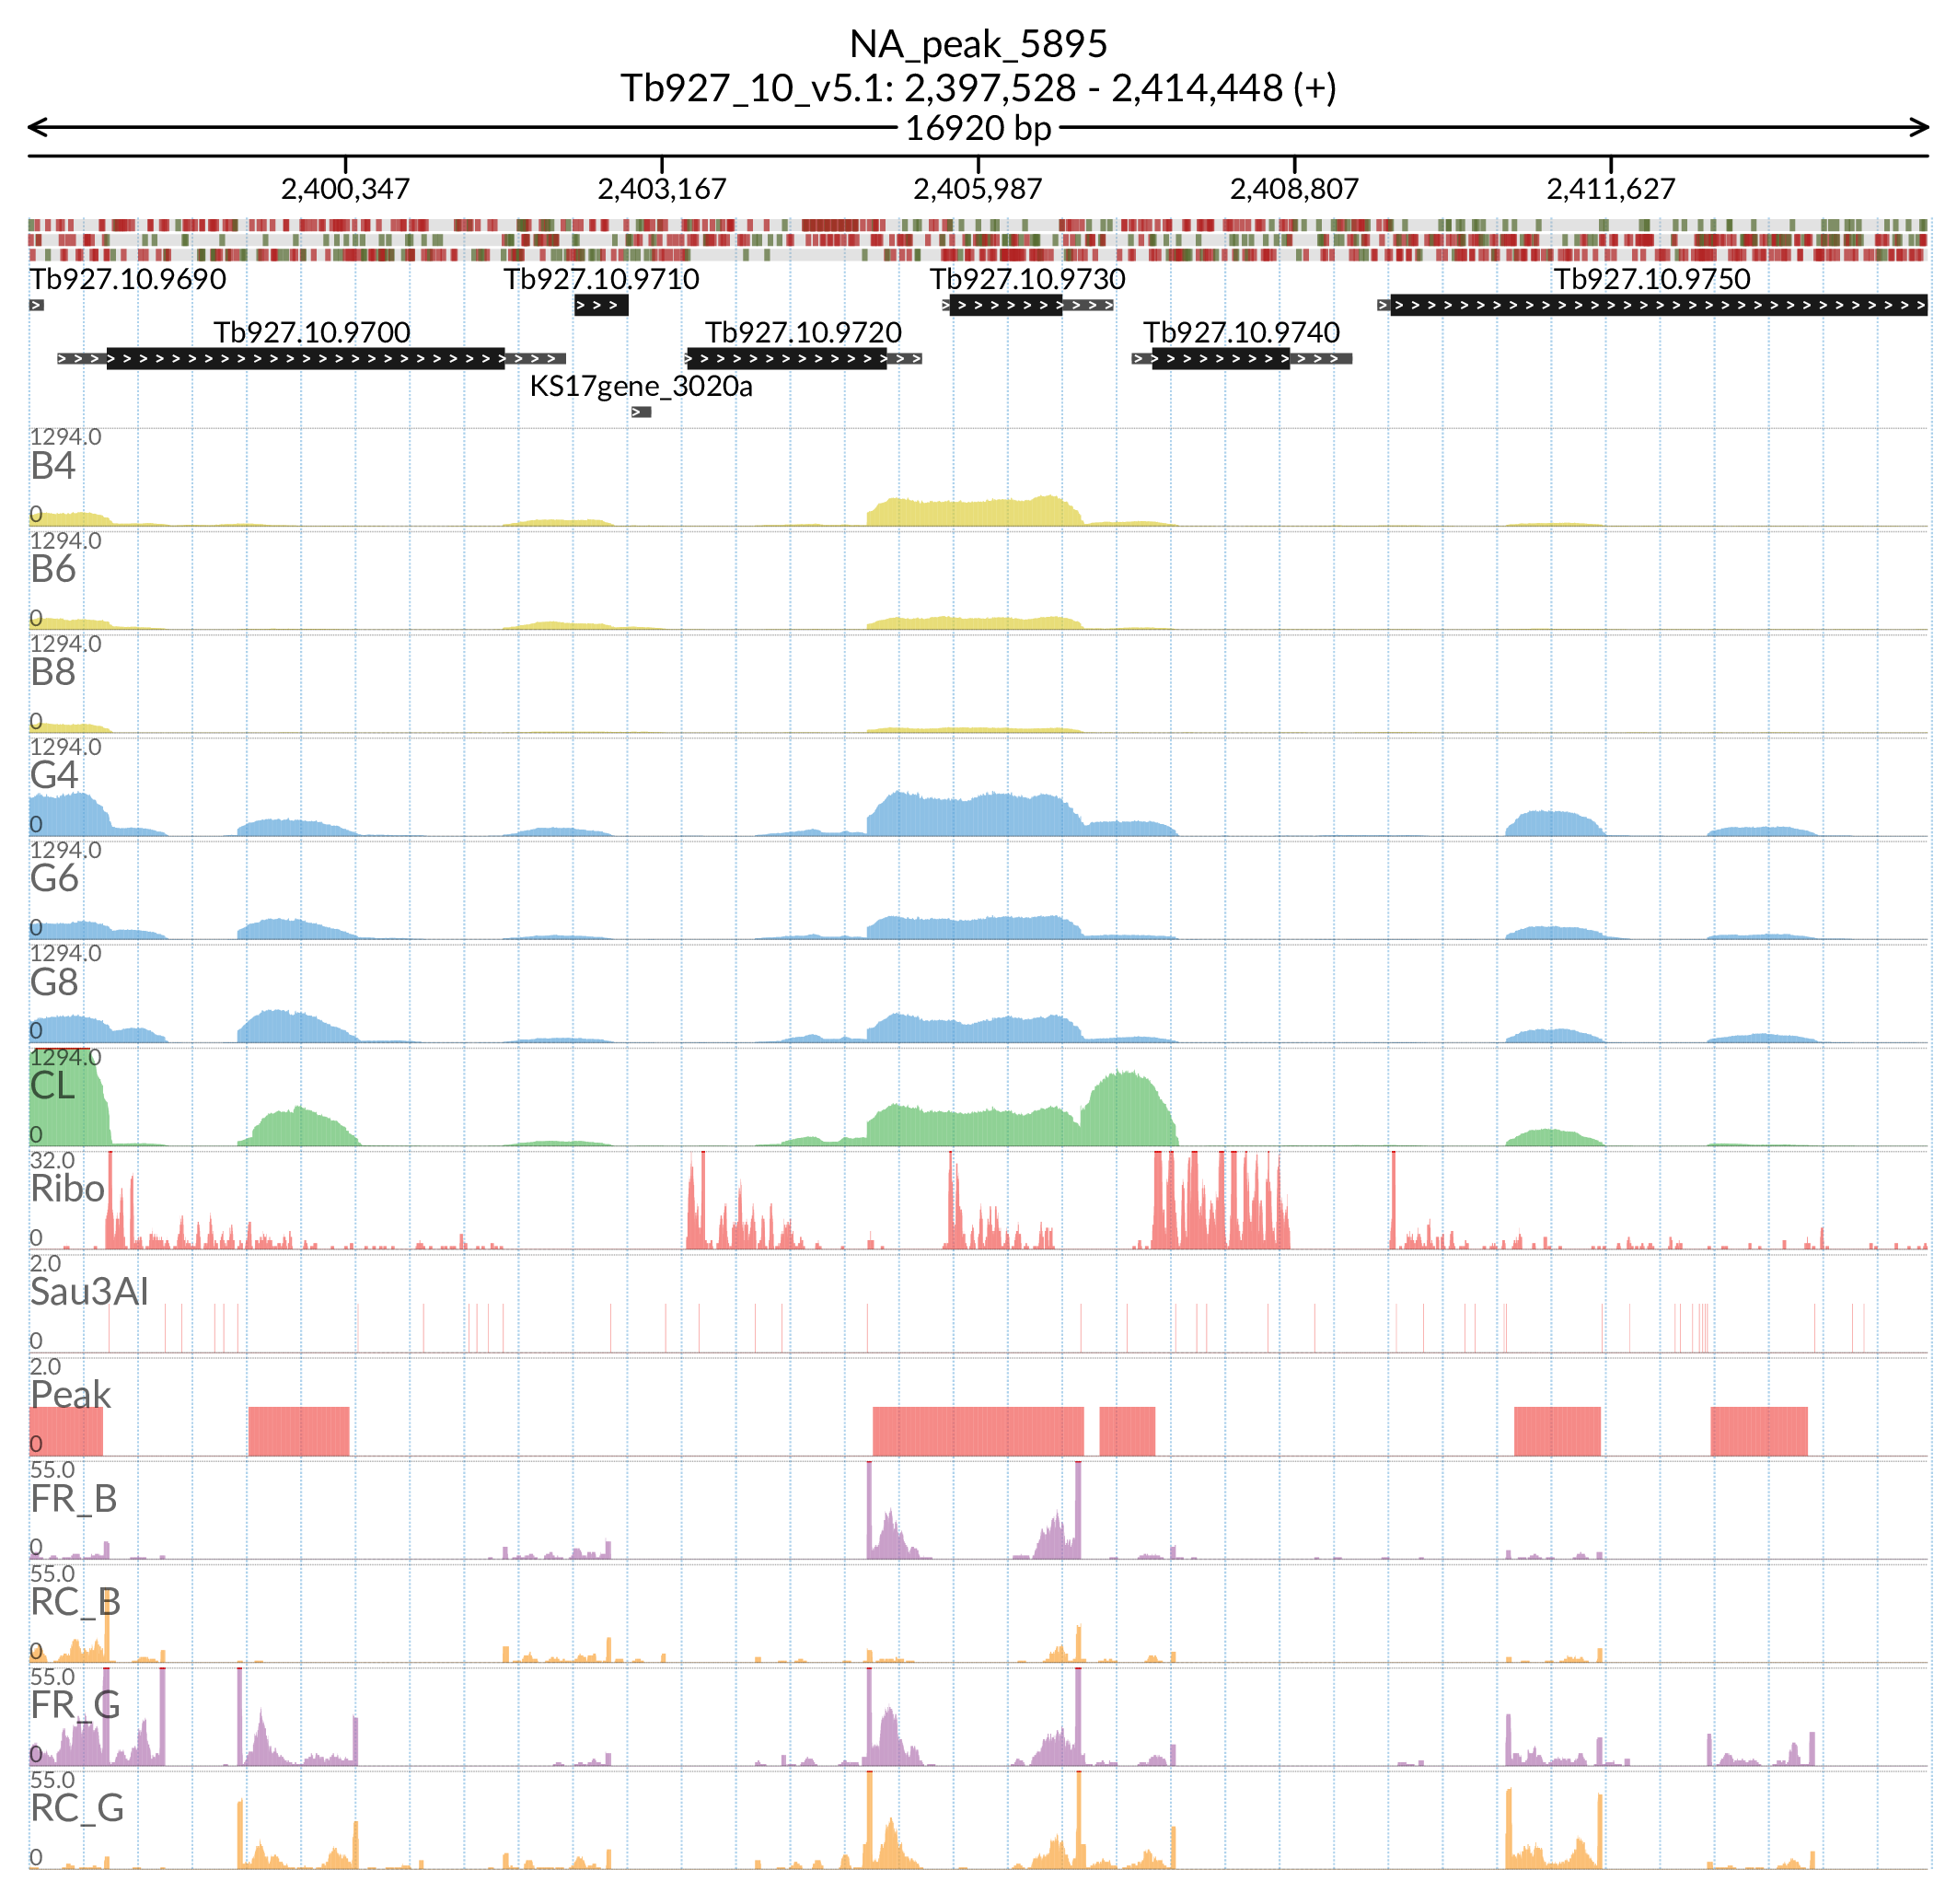 NA_peak_5895
Tb927_10_v5.1: 2,397,528 - 2,414,448 (+)
16920 bp
2,400,347 2,403,167 2,405,987 2,408,807 2,411,627
Tb927.10.9690 Tb927.10.9710 Tb927.10.9730 Tb927.10.9750
Tb927.10.9700 Tb927.10.9720 Tb927.10.9740
KS17gene_3020a
1294.0
B4
0
1294.0
B6
0
1294.0
B8
0
1294.0
G4
0
1294.0
G6
0
1294.0
G8
0
1294.0
CL
0
32.0
Ribo
0
2.0
Sau3AI
0
2.0
Peak
0
55.0
FR_B
0
55.0
RC_B
0
55.0
FR_G
0
55.0
RC_G
0